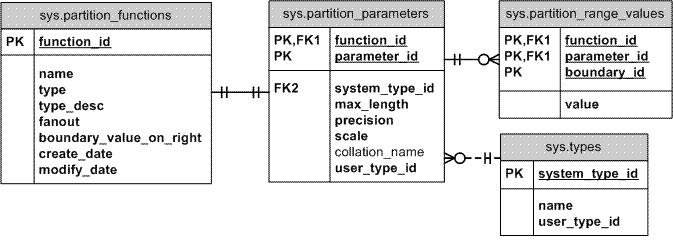 sys.partition_functions
PK function_id
name
type
type_desc
fanout
boundary_value_on_right
create_date
modify_date
sys.partition_parameters
PK,FK1 function_id
PK parameter_id
FK2 system_type_id
max_length
precision
scale
collation_name
user_type_id
sys.partition_range_values
PK,FK1 function_id
PK,FK1 parameter_id
PK boundary_id
value
sys.types
PK system_type_id
name
user_type_id